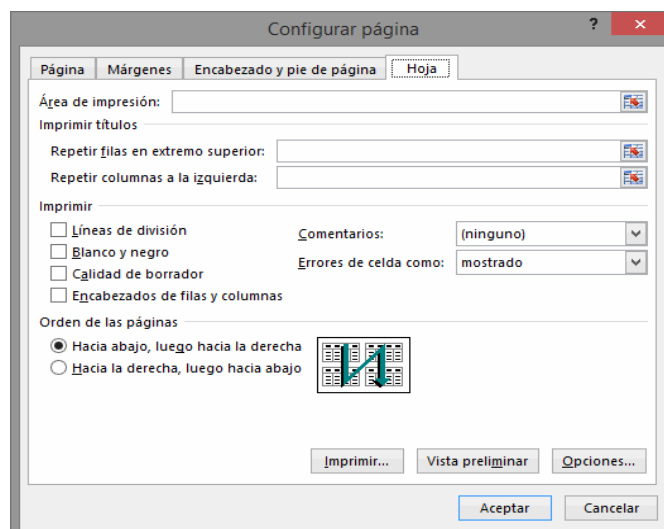 Configurar página
? ×
Página Márgenes Encabezado y pie de página Hoja
Área de impresión:
Imprimir títulos
Repetir filas en extremo superior:
Repetir columnas a la izquierda:
Imprimir
Líneas de división
Comentarios: (ninguno)
Blanco y negro
Errores de celda como: mostrado
Calidad de borrador
Encabezados de filas y columnas
Orden de las páginas
Hacia abajo, luego hacia la derecha
Hacia la derecha, luego hacia abajo
Imprimir... Vista preliminar Opciones...
Aceptar Cancelar